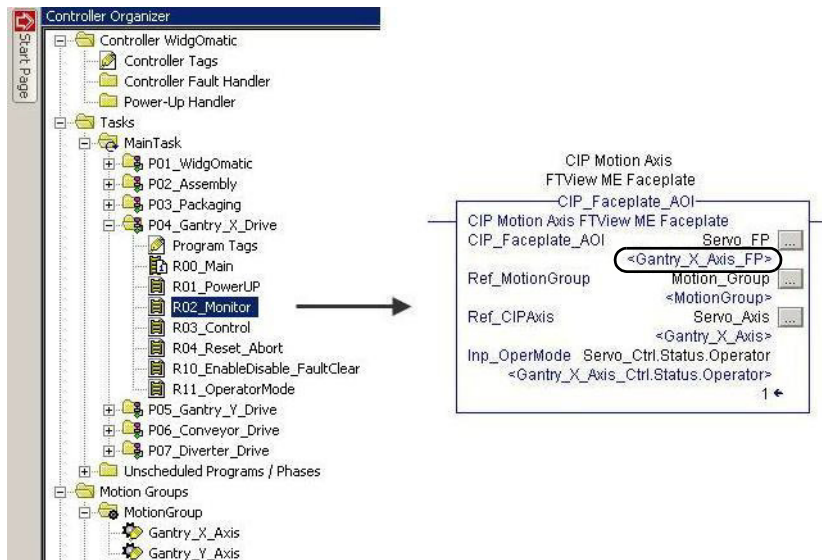 Controller Organizer
Start Page
Controller WidgOmatic
Controller Tags
Controller Fault Handler
Power-Up Handler
Tasks
MainTask
P01_WidgOmatic
P02_Assembly
P03_Packaging
P04_Gantry_X_Drive
Program Tags
R00_Main
R01_PowerUP
R02_Monitor
R03_Control
R04_Reset_Abort
R10_EnableDisable_FaultClear
R11_OperatorMode
P05_Gantry_Y_Drive
P06_Conveyor_Drive
P07_Diverter_Drive
Unscheduled Programs / Phases
Motion Groups
MotionGroup
Gantry_X_Axis
Gantry_Y_Axis
CIP Motion Axis
FTView ME Faceplate
CIP_Faceplate_AOI
CIP Motion Axis FTView ME Faceplate
CIP_Faceplate_AOI Servo_FP ...
<Gantry_X_Axis_FP>
Ref_MotionGroup Motion_Group ...
<MotionGroup>
Ref_CIPAxis Servo_Axis ...
<Gantry_X_Axis>
Inp_OperMode Servo_Ctrl.Status.Operator
<Gantry_X_Axis_Ctrl.Status.Operator>
1